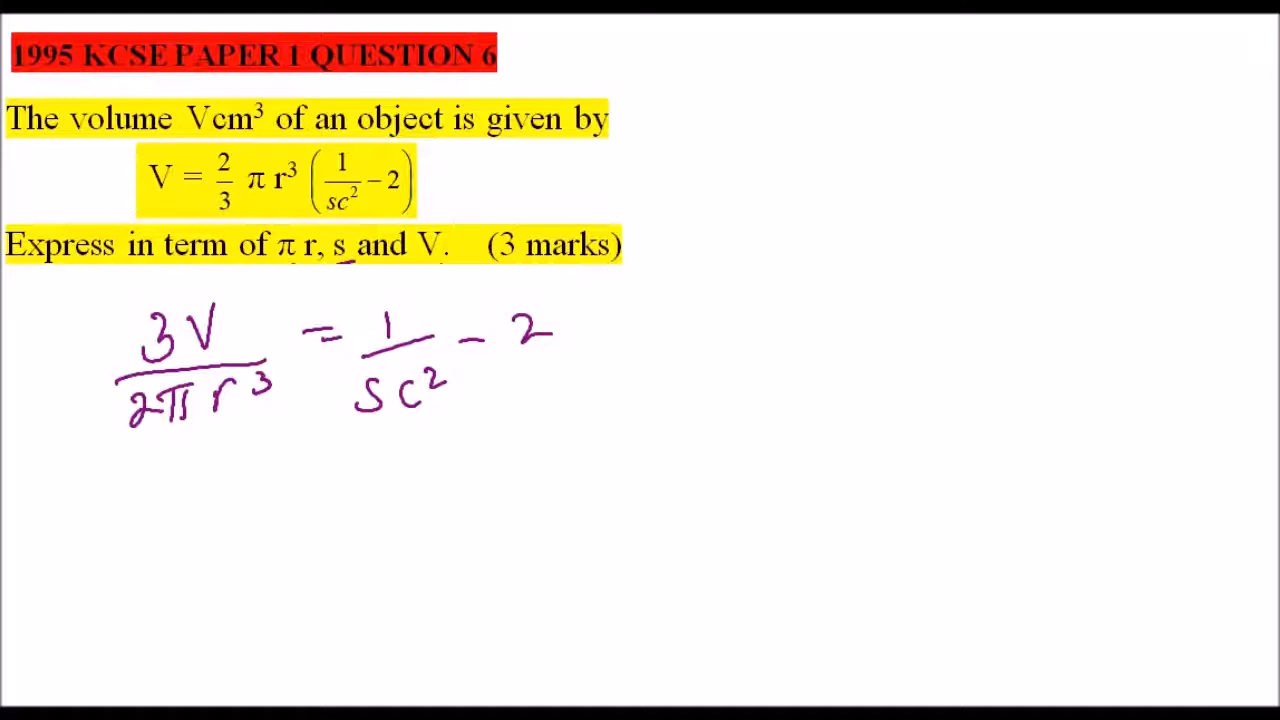 1995 KCSE PAPER 1 QUESTION 6
The volume Vcm³ of an object is given by
V = 2/3 π r³ (1/sc² − 2)
Express in term of π r, s and V. (3 marks)
3V/2πr³ = 1/sc² − 2